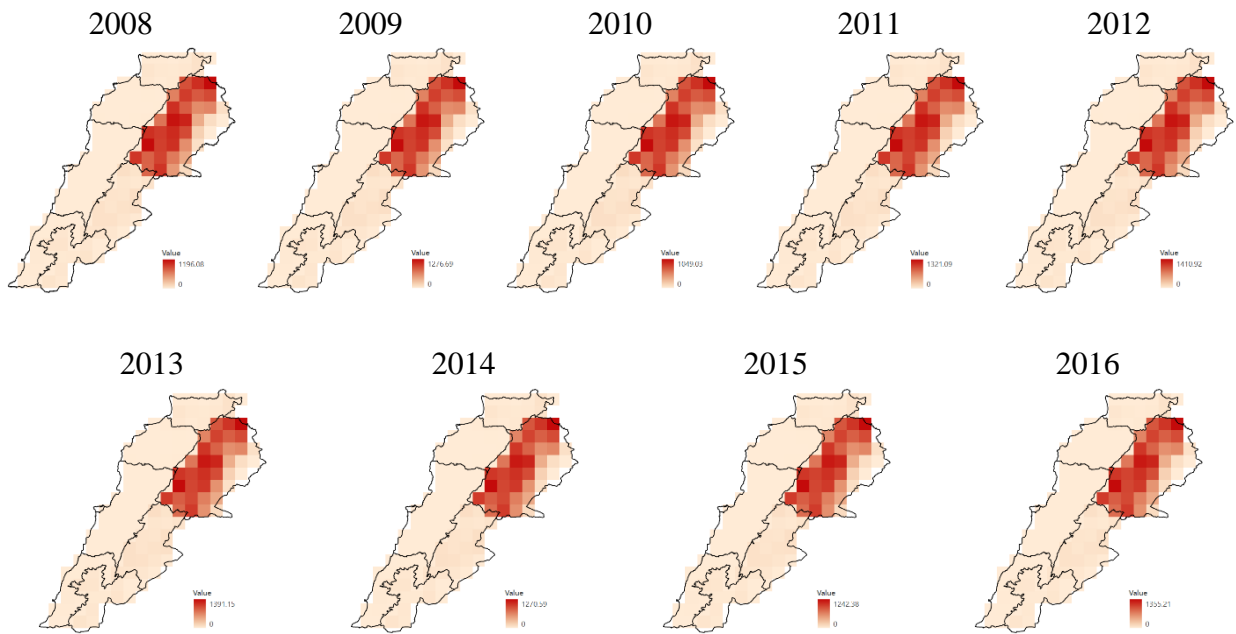 2008 2009 2010 2011 2012
Value Value Value Value Value
1196.08 1276.69 1049.03 1321.09 1410.92
0 0 0 0 0
2013 2014 2015 2016
Value Value Value Value
1391.15 1270.59 1242.38 1355.21
0 0 0 0